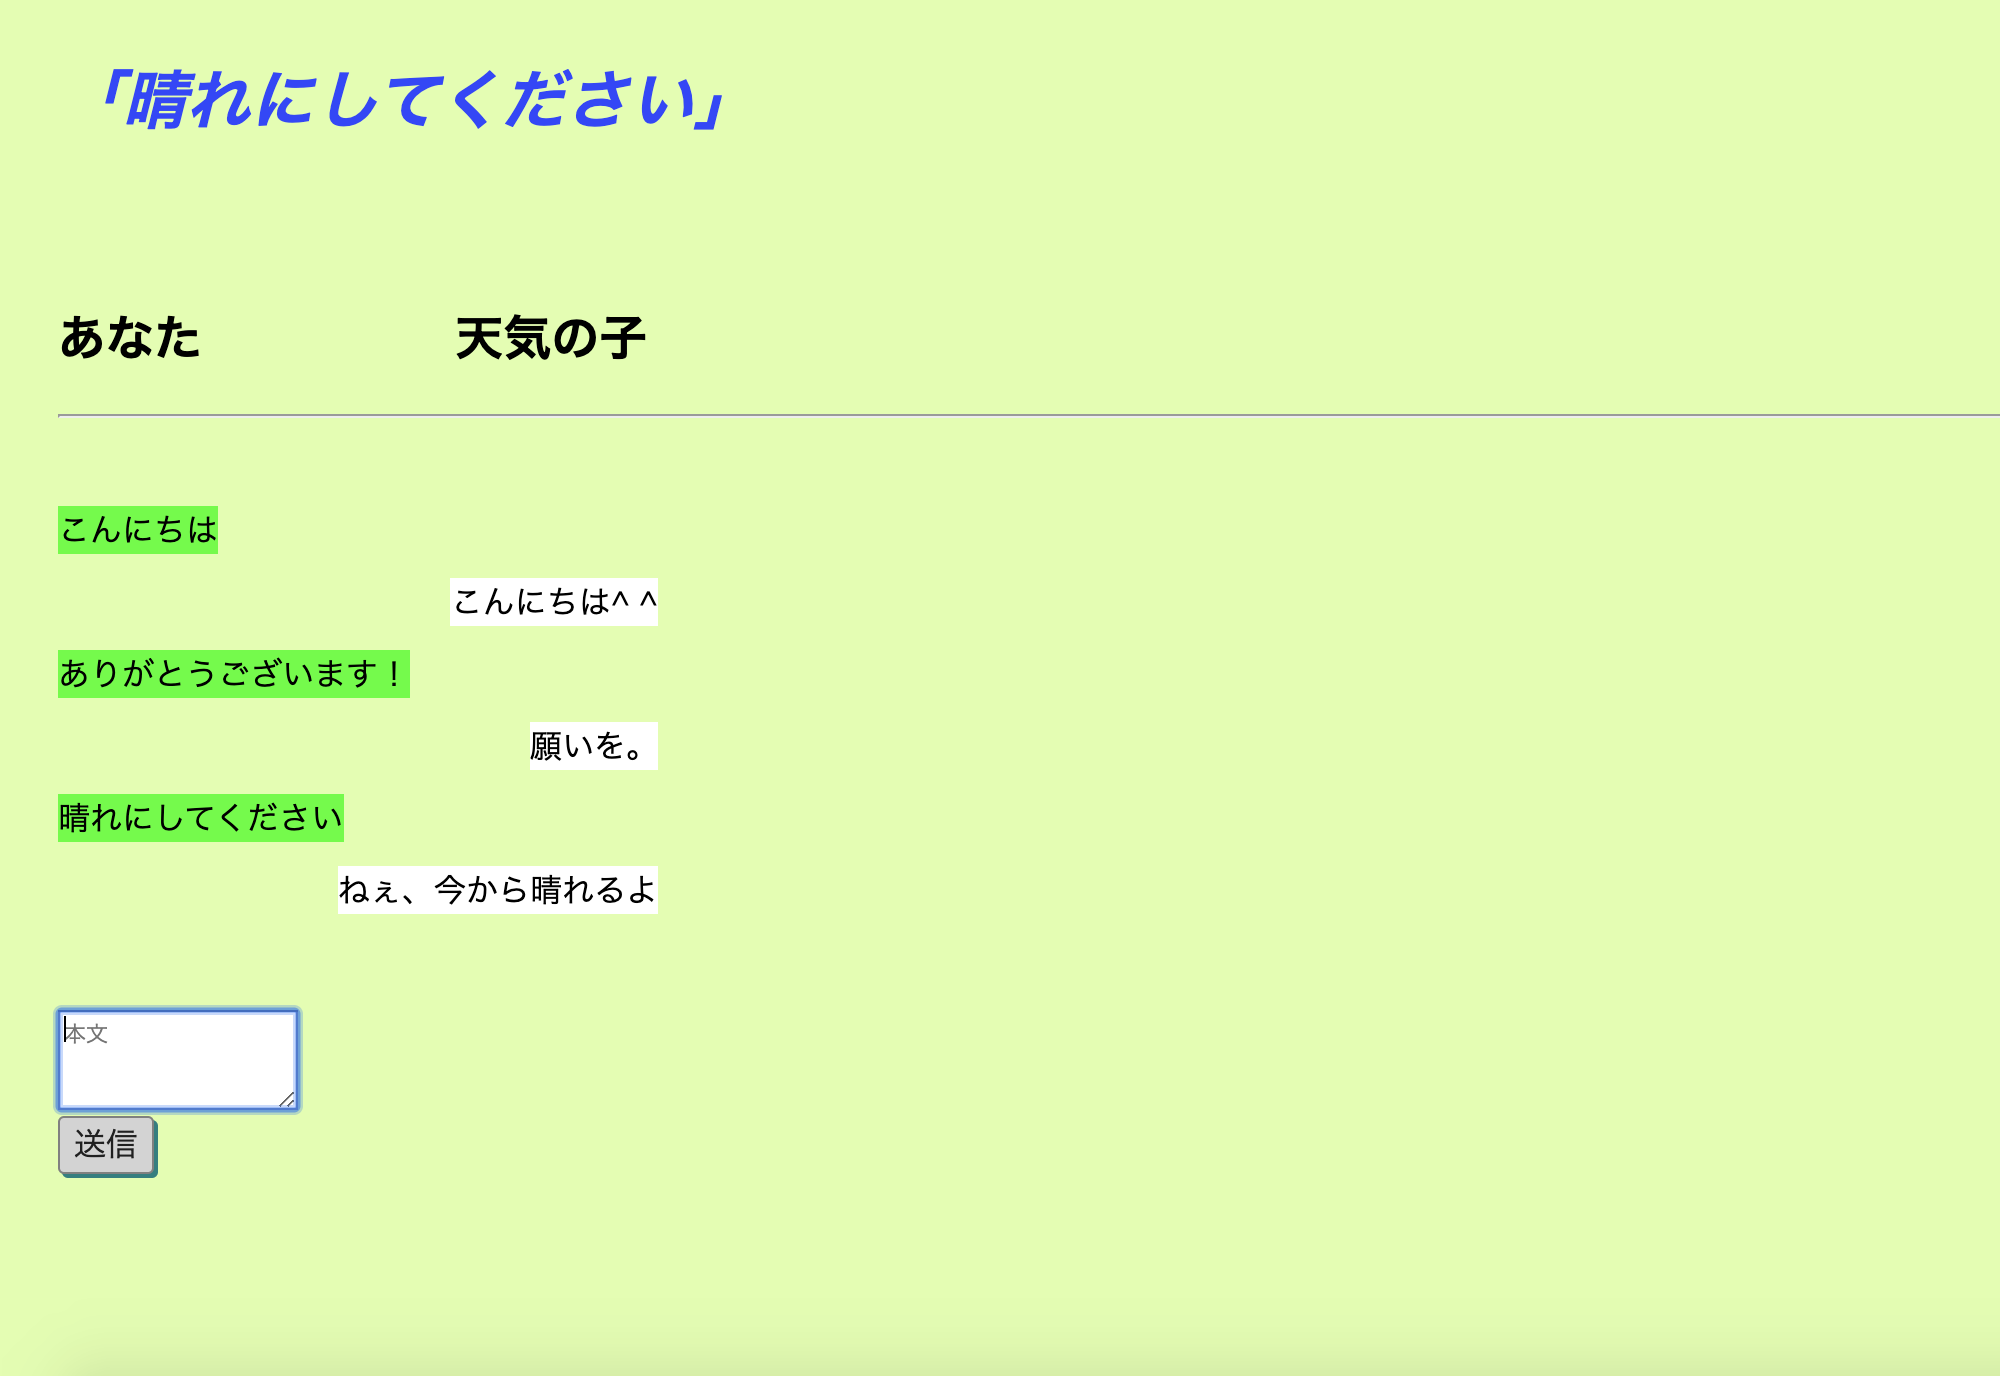 「晴れにしてください」
あなた 天気の子
こんにちは
こんにちは^ ^
ありがとうございます！
願いを。
晴れにしてください
ねぇ、今から晴れるよ
本文
送信